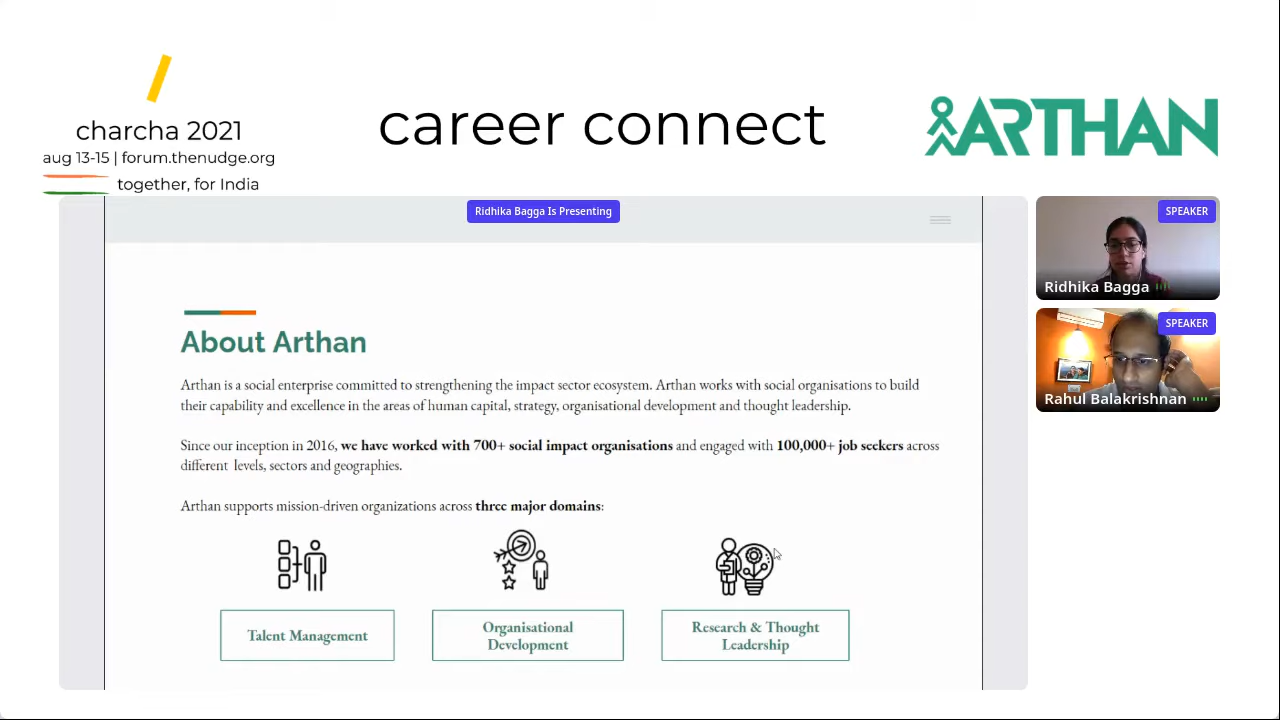 charcha 2021
aug 13-15 | forum.thenudge.org
together, for India
career connect
ARTHAN
Ridhika Bagga Is Presenting
About Arthan
Arthan is a social enterprise committed to strengthening the impact sector ecosystem. Arthan works with social organisations to build
their capability and excellence in the areas of human capital, strategy, organisational development and thought leadership.
Since our inception in 2016, we have worked with 700+ social impact organisations and engaged with 100,000+ job seekers across
different levels, sectors and geographies.
Arthan supports mission-driven organizations across three major domains:
Talent Management
Organisational
Development
Research & Thought
Leadership
SPEAKER
Ridhika Bagga
SPEAKER
Rahul Balakrishnan